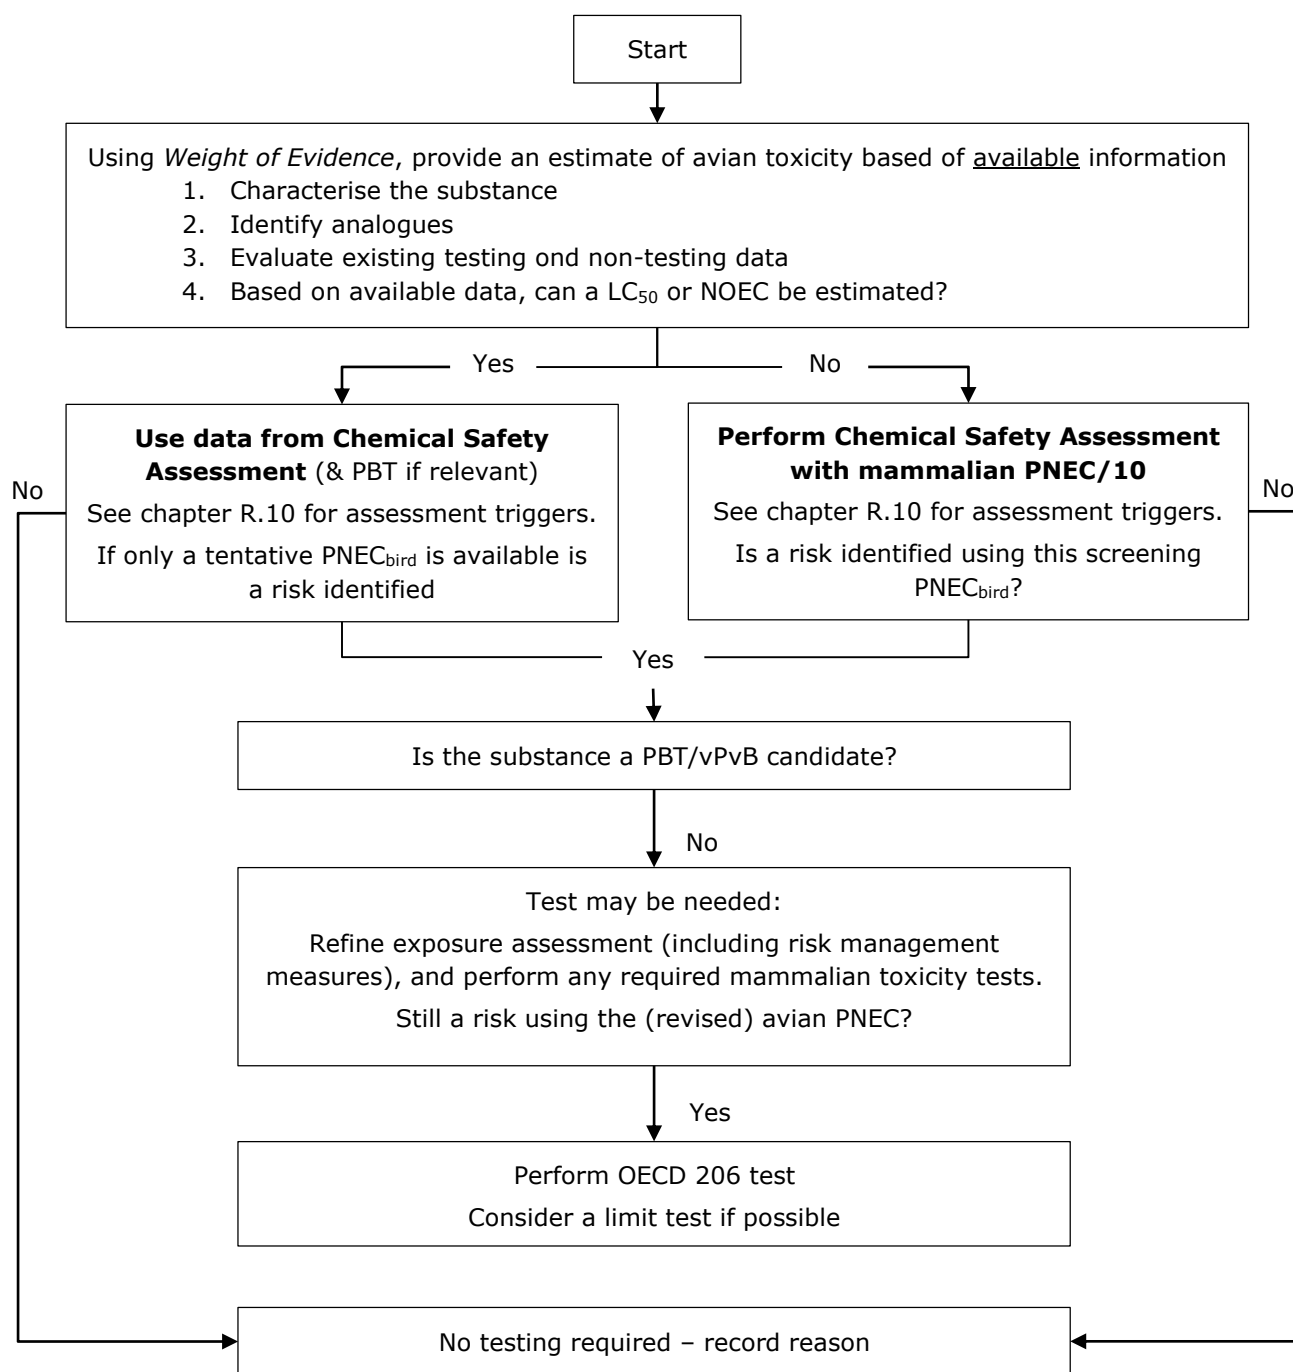 Start
Using Weight of Evidence, provide an estimate of avian toxicity based of available information
1. Characterise the substance
2. Identify analogues
3. Evaluate existing testing ond non-testing data
4. Based on available data, can a LC50 or NOEC be estimated?
Yes
No
Use data from Chemical Safety
Assessment (& PBT if relevant)
See chapter R.10 for assessment triggers.
If only a tentative PNECbird is available is
a risk identified
Perform Chemical Safety Assessment
with mammalian PNEC/10
See chapter R.10 for assessment triggers.
Is a risk identified using this screening
PNECbird?
No
No
Yes
Is the substance a PBT/vPvB candidate?
No
Test may be needed:
Refine exposure assessment (including risk management
measures), and perform any required mammalian toxicity tests.
Still a risk using the (revised) avian PNEC?
Yes
Perform OECD 206 test
Consider a limit test if possible
No testing required – record reason